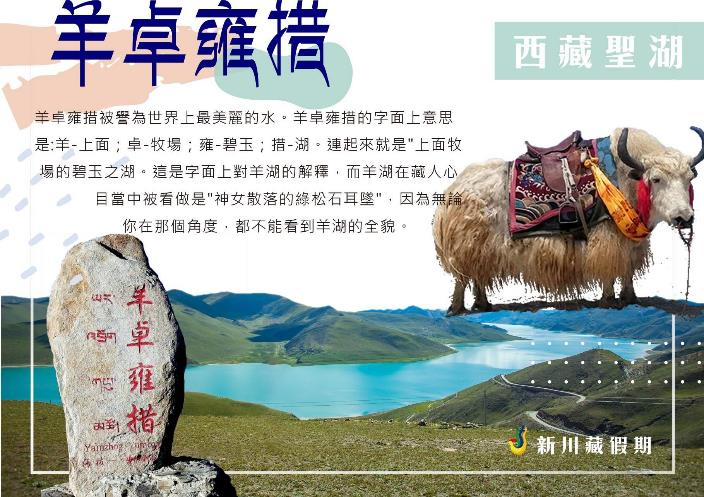 羊卓雍措
西藏聖湖
羊卓雍措被譽為世界上最美麗的水。羊卓雍措的字面上意思
是:羊-上面；卓-牧場；雍-碧玉；措-湖。連起來就是"上面牧
場的碧玉之湖。這是字面上對羊湖的解釋，而羊湖在藏人心
目當中被看做是"神女散落的綠松石耳墜"，因為無論
你在那個角度，都不能看到羊湖的全貌。
羊卓雍措
新川藏假期